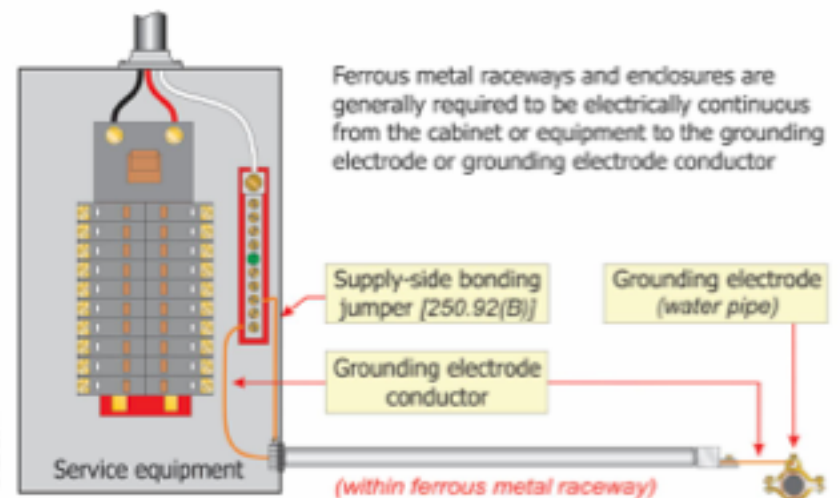 Ferrous metal raceways and enclosures are
generally required to be electrically continuous
from the cabinet or equipment to the grounding
electrode or grounding electrode conductor
Supply-side bonding
jumper [250.92(B)]
Grounding electrode
(water pipe)
Grounding electrode
conductor
Service equipment
(within ferrous metal raceway)